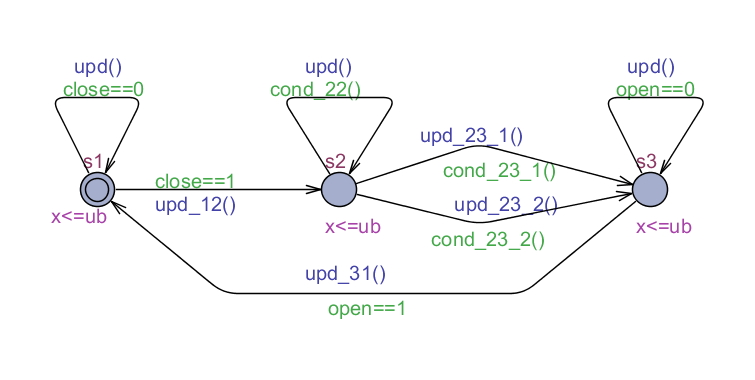 upd()
close==0
upd()
cond_22()
upd()
open==0
upd_23_1()
cond_23_1()
s1
s2
s3
close==1
upd_12()
upd_23_2()
x<=ub
x<=ub
x<=ub
cond_23_2()
upd_31()
open==1